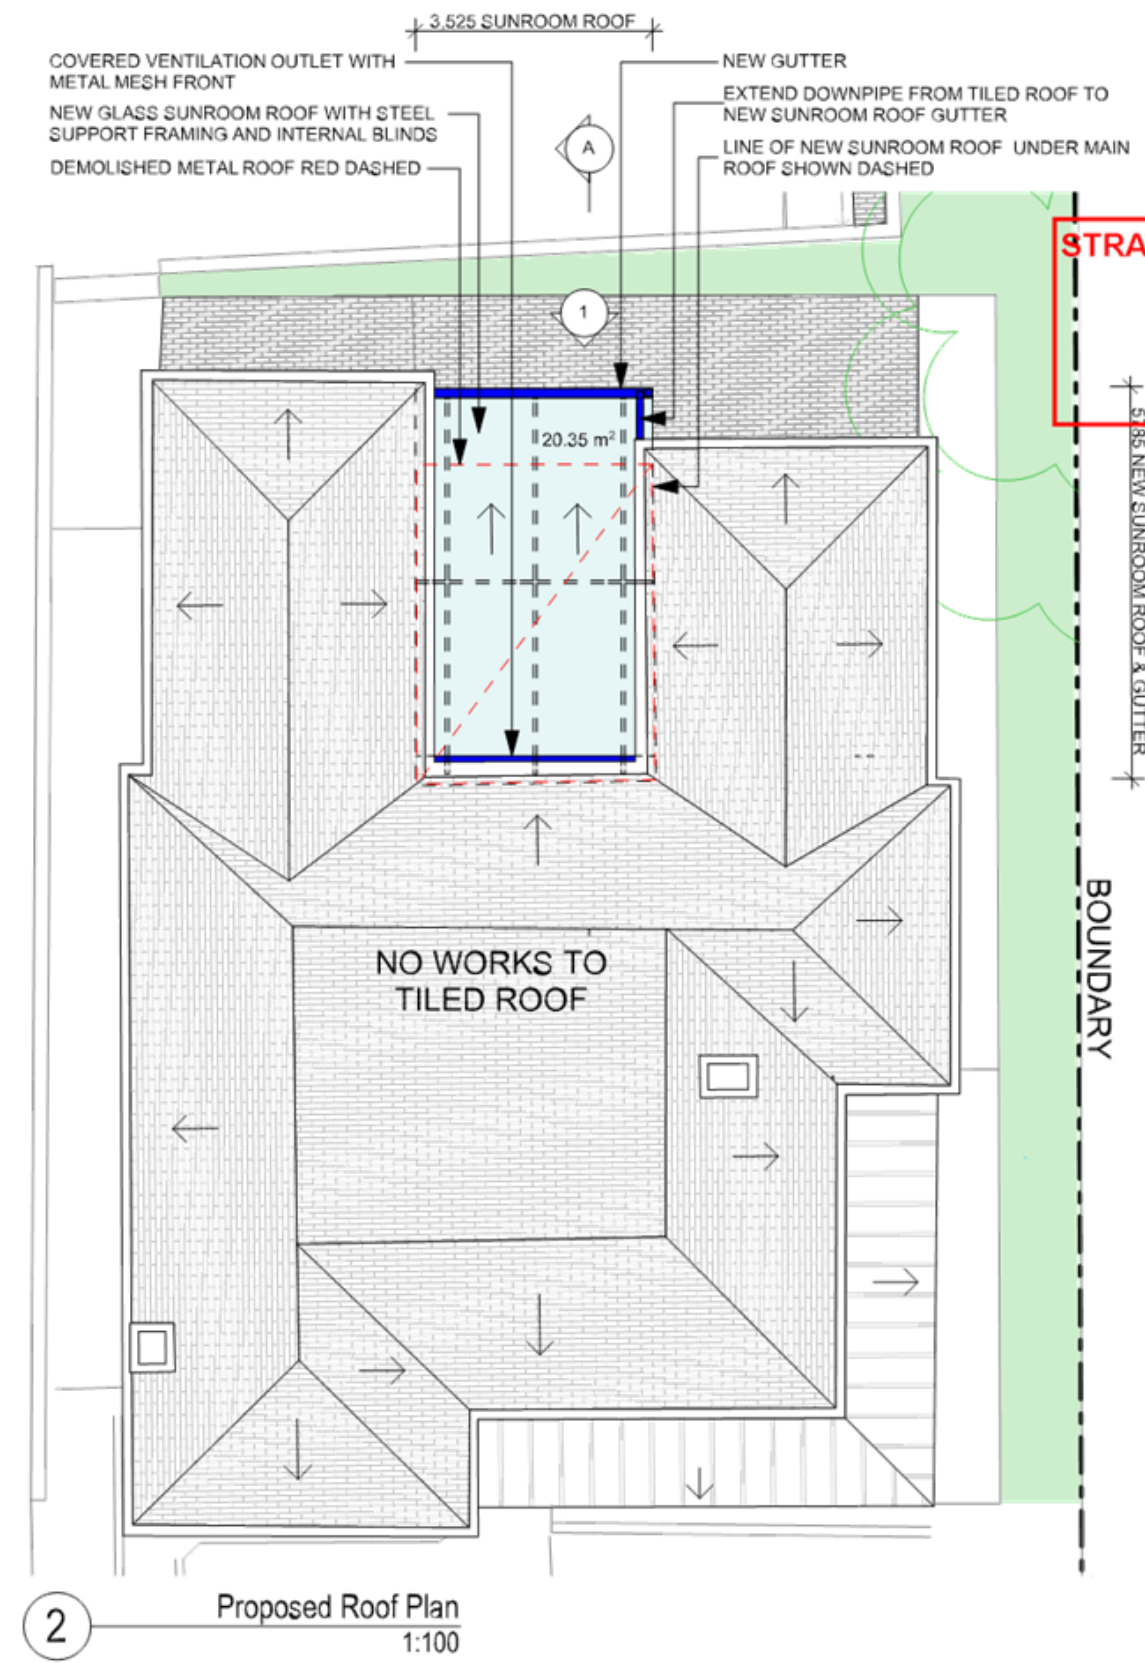 3,525 SUNROOM ROOF
COVERED VENTILATION OUTLET WITH
METAL MESH FRONT
NEW GLASS SUNROOM ROOF WITH STEEL
SUPPORT FRAMING AND INTERNAL BLINDS
DEMOLISHED METAL ROOF RED DASHED
NEW GUTTER
EXTEND DOWNPIPE FROM TILED ROOF TO
NEW SUNROOM ROOF GUTTER
LINE OF NEW SUNROOM ROOF UNDER MAIN
ROOF SHOWN DASHED
A
STRA
1
20.35 m²
NEW SUNROOM ROOF & GUTTER
BOUNDARY
NO WORKS TO
TILED ROOF
2
Proposed Roof Plan
1:100